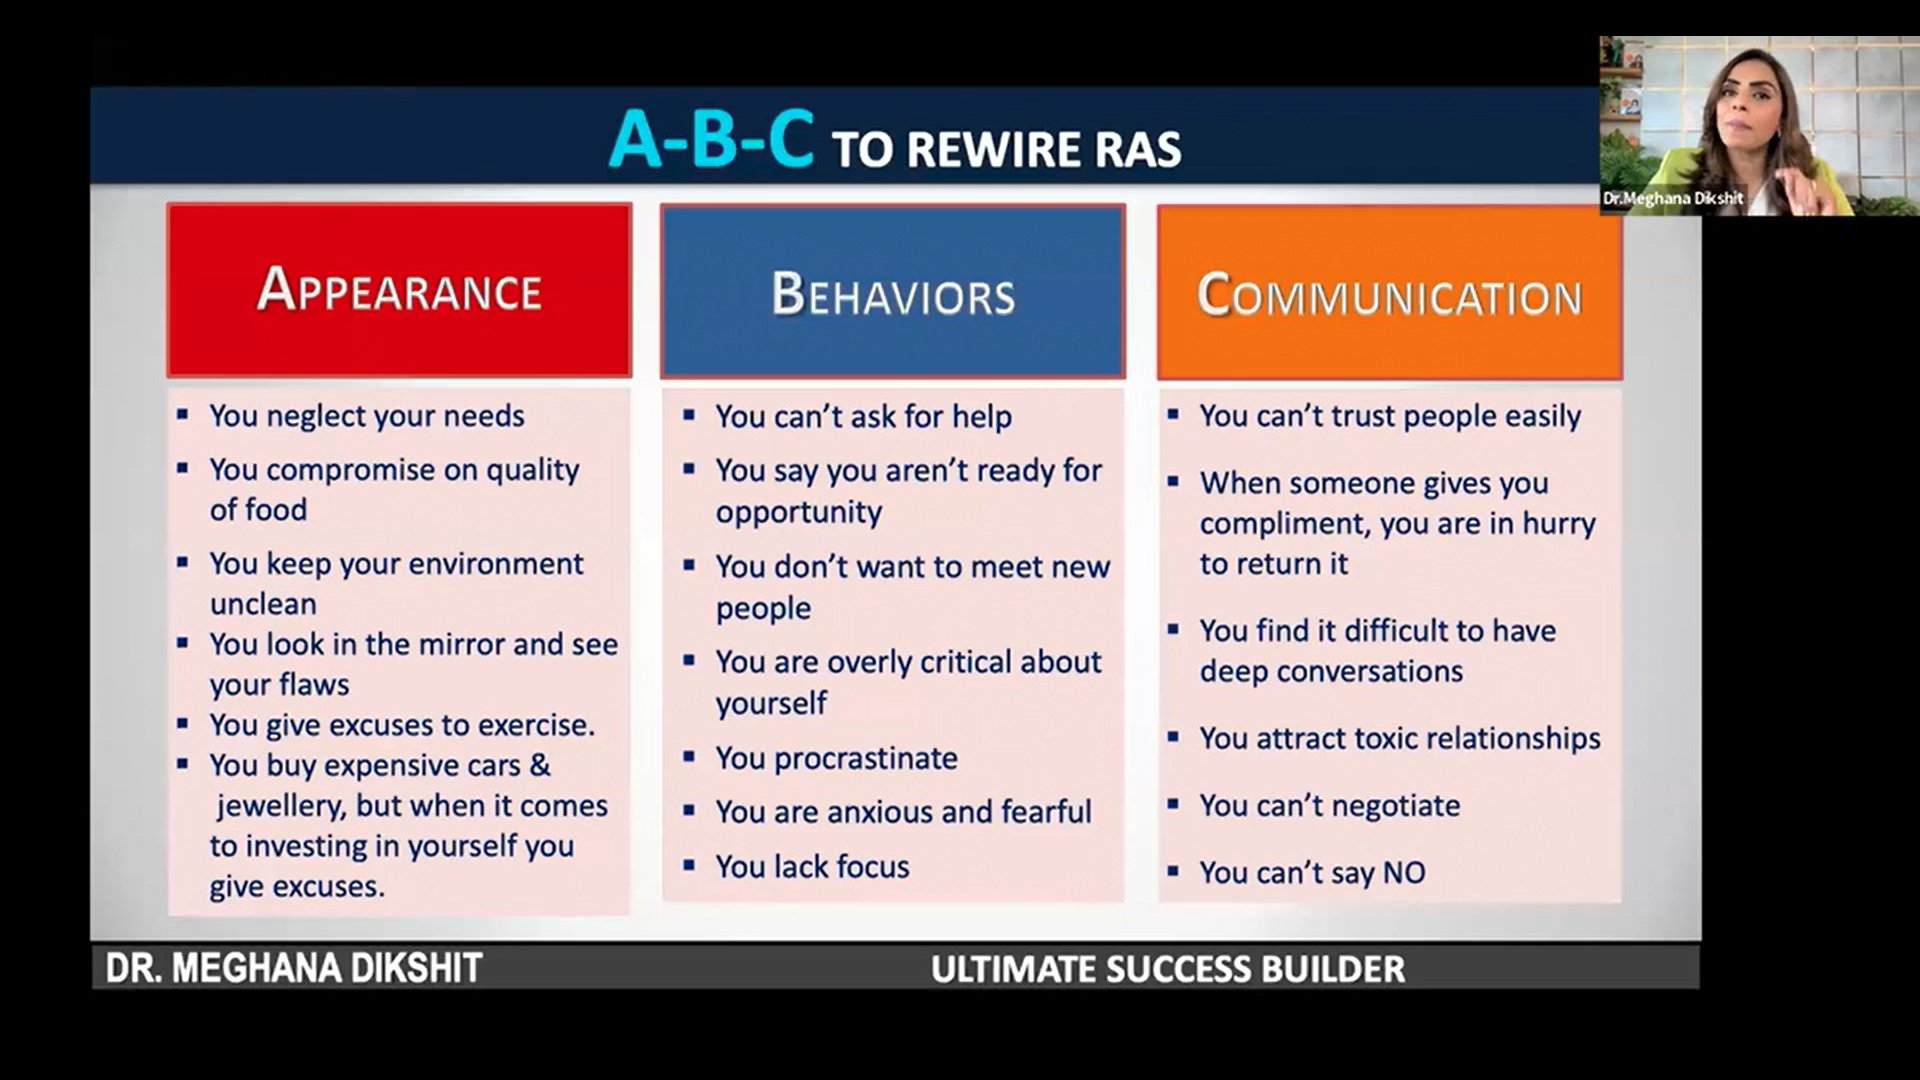 A-B-C TO REWIRE RAS
Dr.Meghana Dikshit
APPEARANCE
▪ You neglect your needs
▪ You compromise on quality
of food
▪ You keep your environment
unclean
▪ You look in the mirror and see
your flaws
▪ You give excuses to exercise.
▪ You buy expensive cars &
jewellery, but when it comes
to investing in yourself you
give excuses.
BEHAVIORS
▪ You can’t ask for help
▪ You say you aren’t ready for
opportunity
▪ You don’t want to meet new
people
▪ You are overly critical about
yourself
▪ You procrastinate
▪ You are anxious and fearful
▪ You lack focus
COMMUNICATION
▪ You can’t trust people easily
▪ When someone gives you
compliment, you are in hurry
to return it
▪ You find it difficult to have
deep conversations
▪ You attract toxic relationships
▪ You can’t negotiate
▪ You can’t say NO
DR. MEGHANA DIKSHIT
ULTIMATE SUCCESS BUILDER